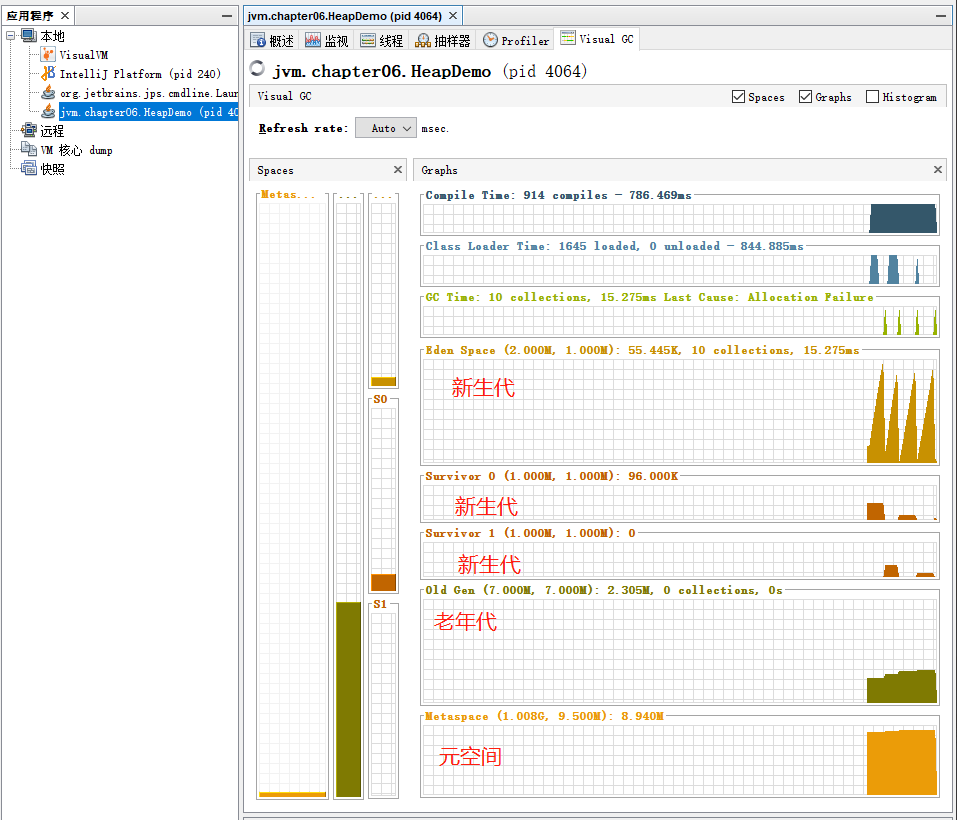 应用程序
本地
VisualVM
IntelliJ Platform (pid 240)
org.jetbrains.jps.cmdline.Laun
jvm.chapter06.HeapDemo (pid 40
远程
VM 核心 dump
快照
jvm.chapter06.HeapDemo (pid 4064)
概述 监视 线程 抽样器 Profiler Visual GC
jvm.chapter06.HeapDemo (pid 4064)
Visual GC
Spaces Graphs Histogram
Refresh rate: Auto msec.
Spaces
Metas... ... ...
S0
S1
Graphs
Compile Time: 914 compiles - 786.469ms
Class Loader Time: 1645 loaded, 0 unloaded - 844.885ms
GC Time: 10 collections, 15.275ms Last Cause: Allocation Failure
Eden Space (2.000M, 1.000M): 55.445K, 10 collections, 15.275ms
新生代
Survivor 0 (1.000M, 1.000M): 96.000K
新生代
Survivor 1 (1.000M, 1.000M): 0
新生代
Old Gen (7.000M, 7.000M): 2.305M, 0 collections, 0s
老年代
Metaspace (1.008G, 9.500M): 8.940M
元空间